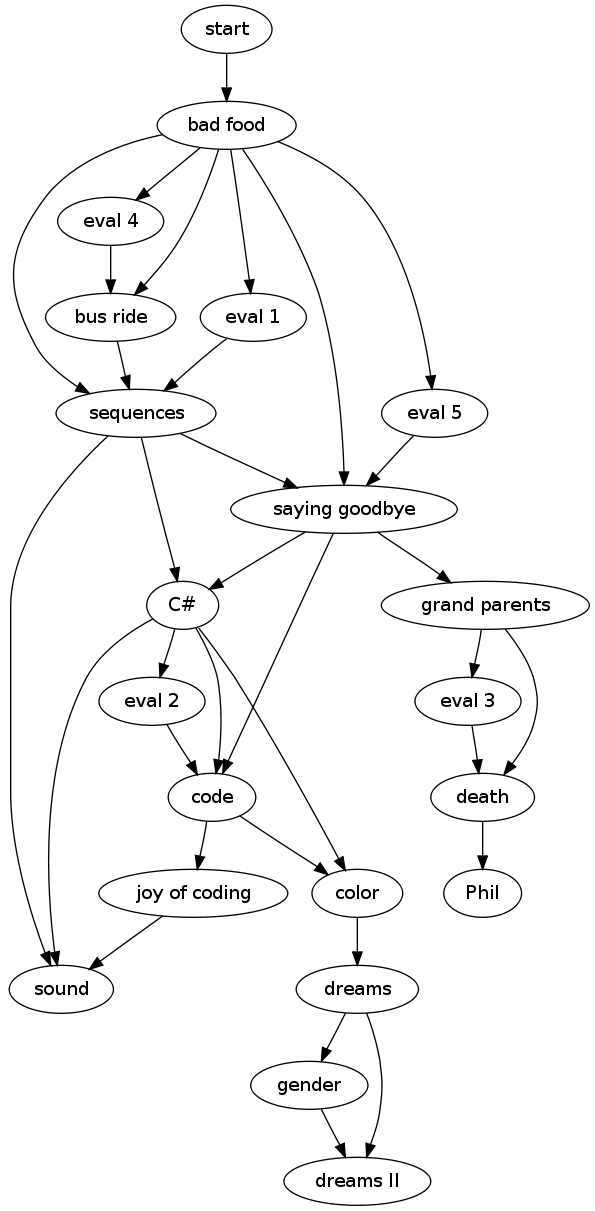 start
bad food
eval 4
bus ride
eval 1
sequences
eval 5
saying goodbye
C#
grand parents
eval 2
eval 3
code
death
joy of coding
color
Phil
sound
dreams
gender
dreams II